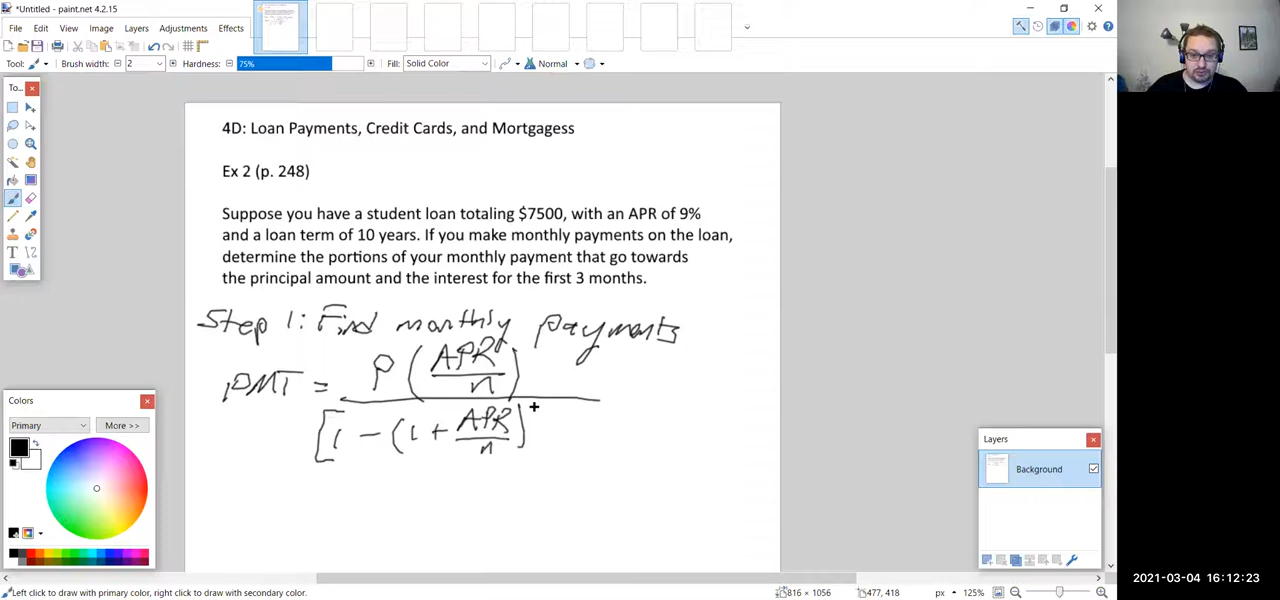 *Untitled - paint.net 4.2.15
File Edit View Image Layers Adjustments Effects
Tool: Brush width: 2 Hardness: 75% Fill: Solid Color Normal
To...
4D: Loan Payments, Credit Cards, and Mortgagess
Ex 2 (p. 248)
Suppose you have a student loan totaling $7500, with an APR of 9%
and a loan term of 10 years. If you make monthly payments on the loan,
determine the portions of your monthly payment that go towards
the principal amount and the interest for the first 3 months.
Step 1: Find monthly payments
PMT = P (APR/n)
[1 - (1 + APR/n)
Colors
Primary More >>
Layers
Background
2021-03-04 16:12:23
Left click to draw with primary color, right click to draw with secondary color. 816 x 1056 477, 418 px 125%